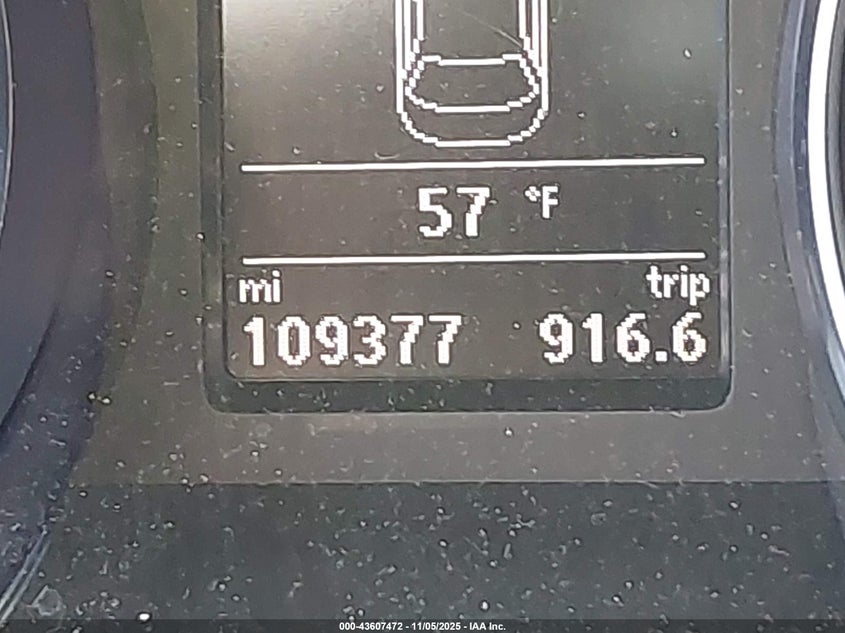 57 °F
mi trip
109377 916.6
000-43607472 - 11/05/2025 - IAA Inc.